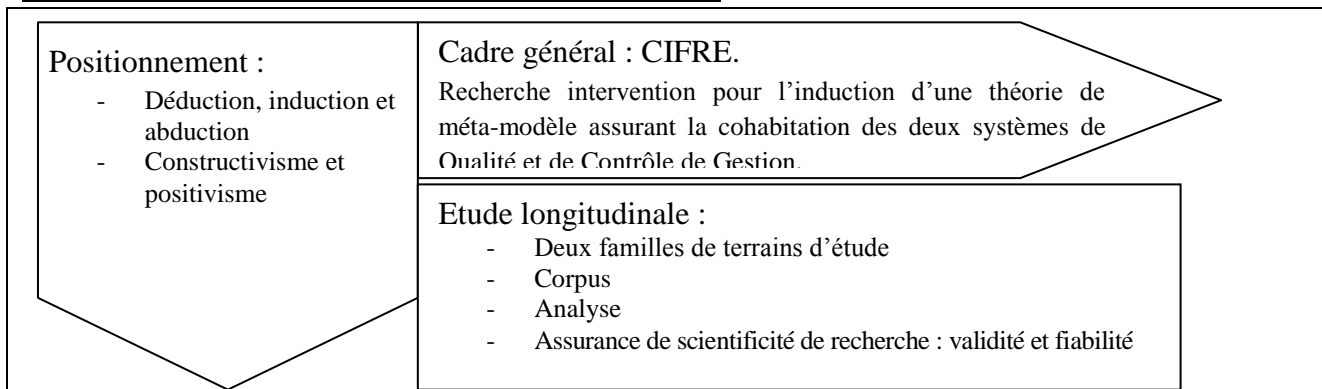 Positionnement :
- Déduction, induction et
abduction
- Constructivisme et
positivisme
Cadre général : CIFRE.
Recherche intervention pour l'induction d'une théorie de
méta-modèle assurant la cohabitation des deux systèmes de
Qualité et de Contrôle de Gestion.
Etude longitudinale :
- Deux familles de terrains d'étude
- Corpus
- Analyse
- Assurance de scientificité de recherche : validité et fiabilité